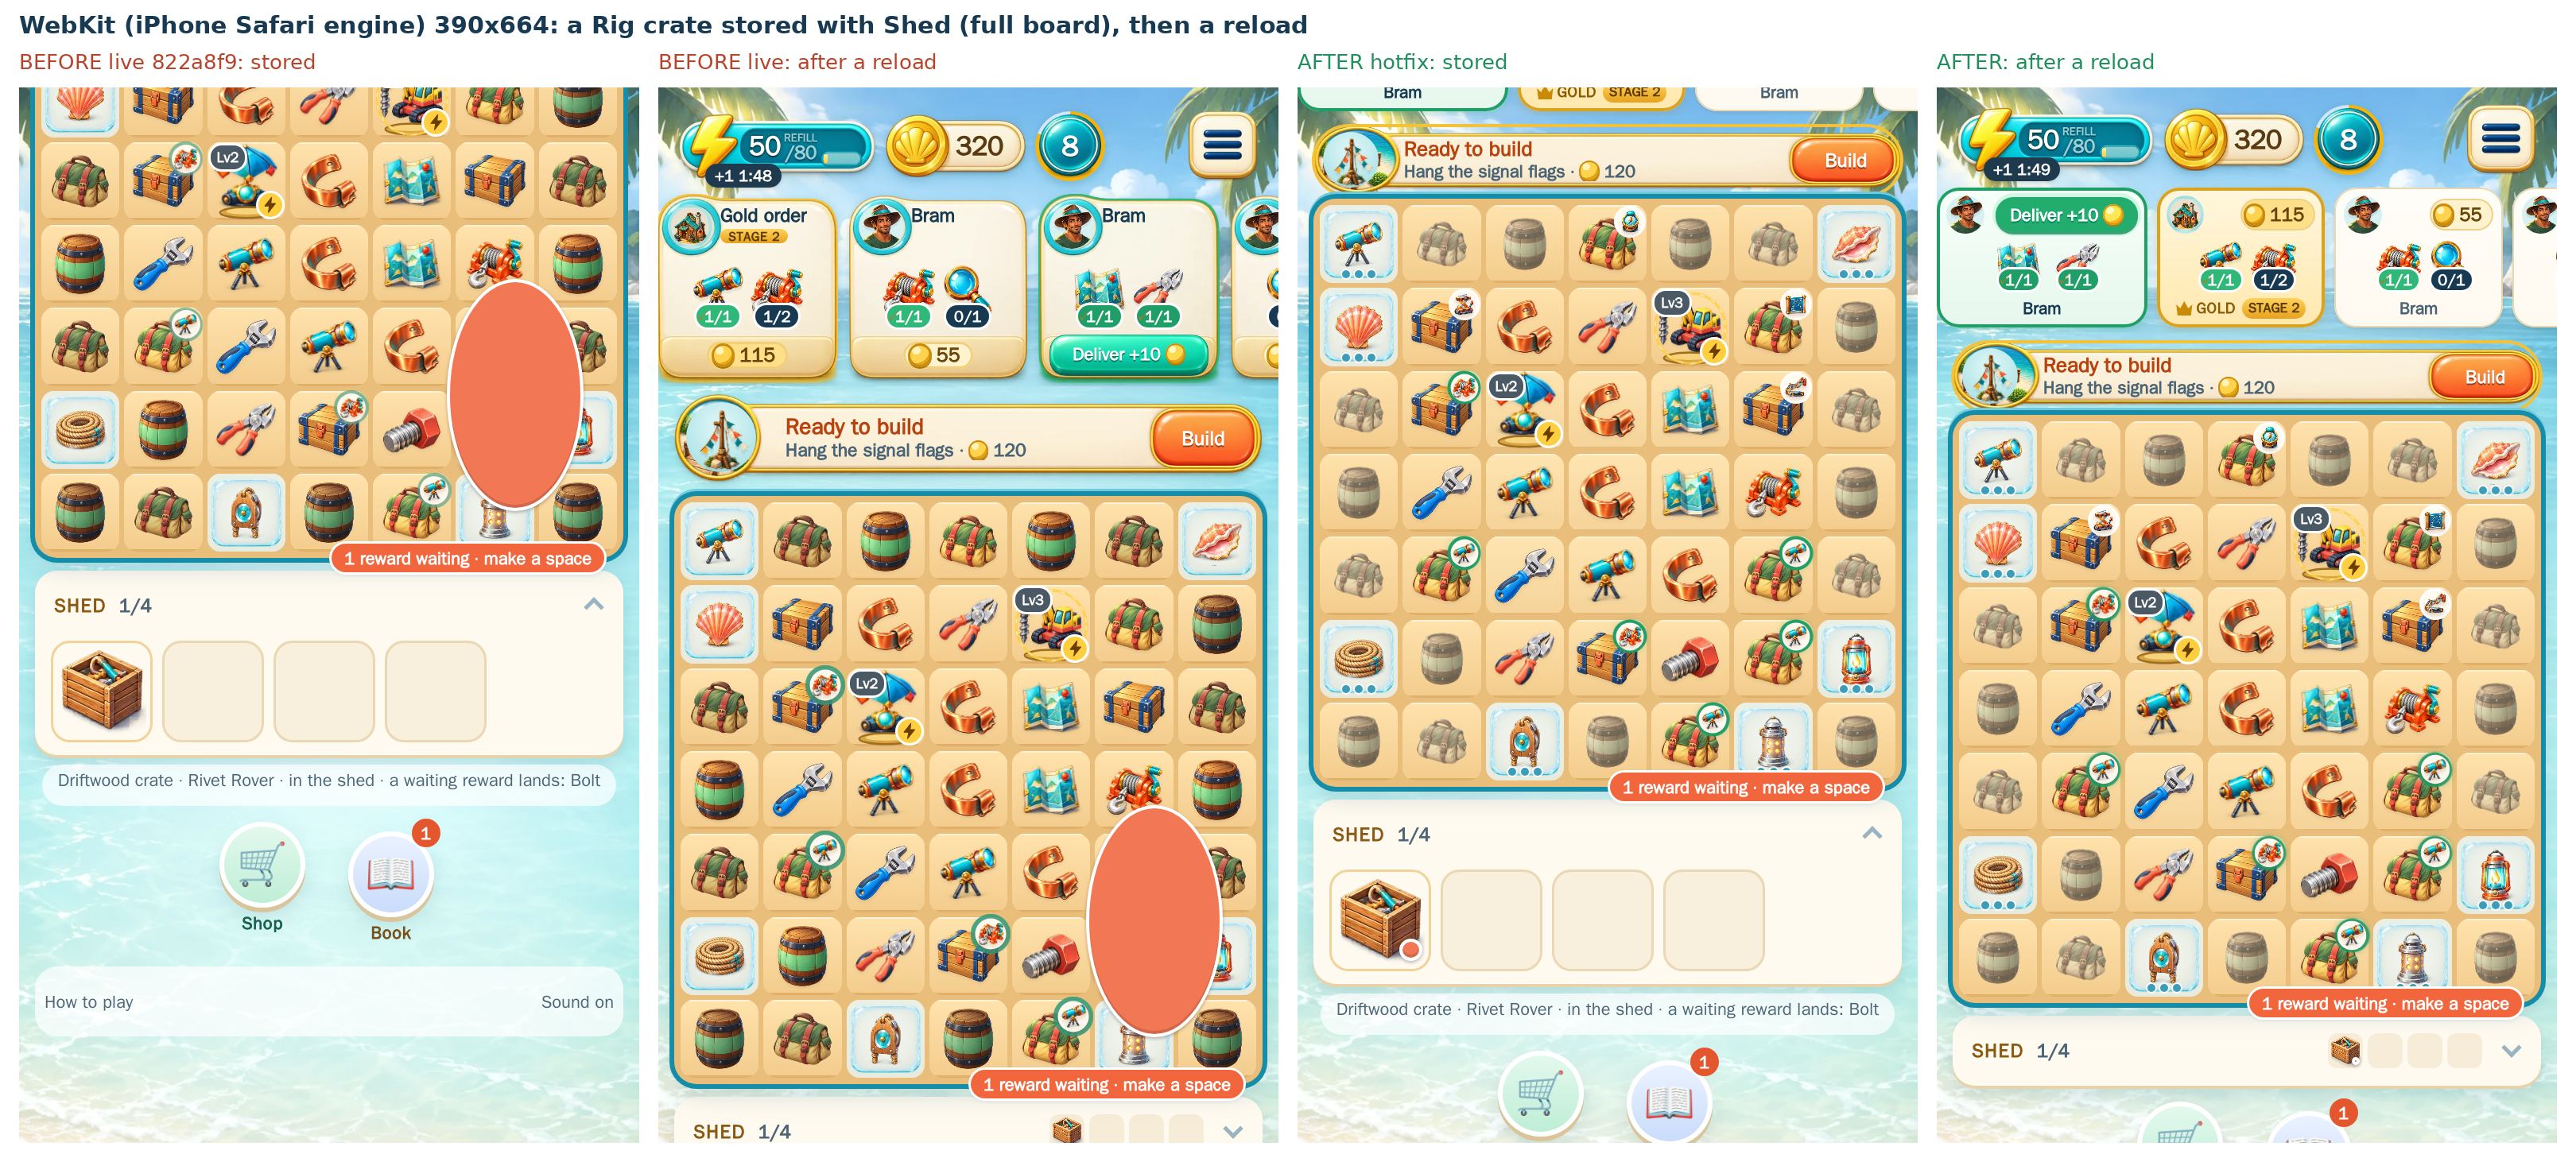 WebKit (iPhone Safari engine) 390x664: a Rig crate stored with Shed (full board), then a reload
BEFORE live 822a8f9: stored
Lv2
1 reward waiting · make a space
SHED 1/4
Driftwood crate · Rivet Rover · in the shed · a waiting reward lands: Bolt
1
Shop
Book
How to play
Sound on
BEFORE live: after a reload
50 /80
REFILL
+1 1:48
320
8
Gold order
STAGE 2
1/1
1/2
115
Bram
1/1
0/1
55
Bram
1/1
1/1
Deliver +10
Ready to build
Hang the signal flags · 120
Build
Lv3
Lv2
1 reward waiting · make a space
SHED 1/4
AFTER hotfix: stored
Bram
GOLD STAGE 2
Bram
Ready to build
Hang the signal flags · 120
Build
Lv3
Lv2
1 reward waiting · make a space
SHED 1/4
Driftwood crate · Rivet Rover · in the shed · a waiting reward lands: Bolt
1
AFTER: after a reload
50 /80
REFILL
+1 1:49
320
8
Deliver +10
1/1
1/1
Bram
115
1/1
1/2
GOLD STAGE 2
55
1/1
0/1
Bram
Ready to build
Hang the signal flags · 120
Build
Lv3
Lv2
1 reward waiting · make a space
SHED 1/4
1